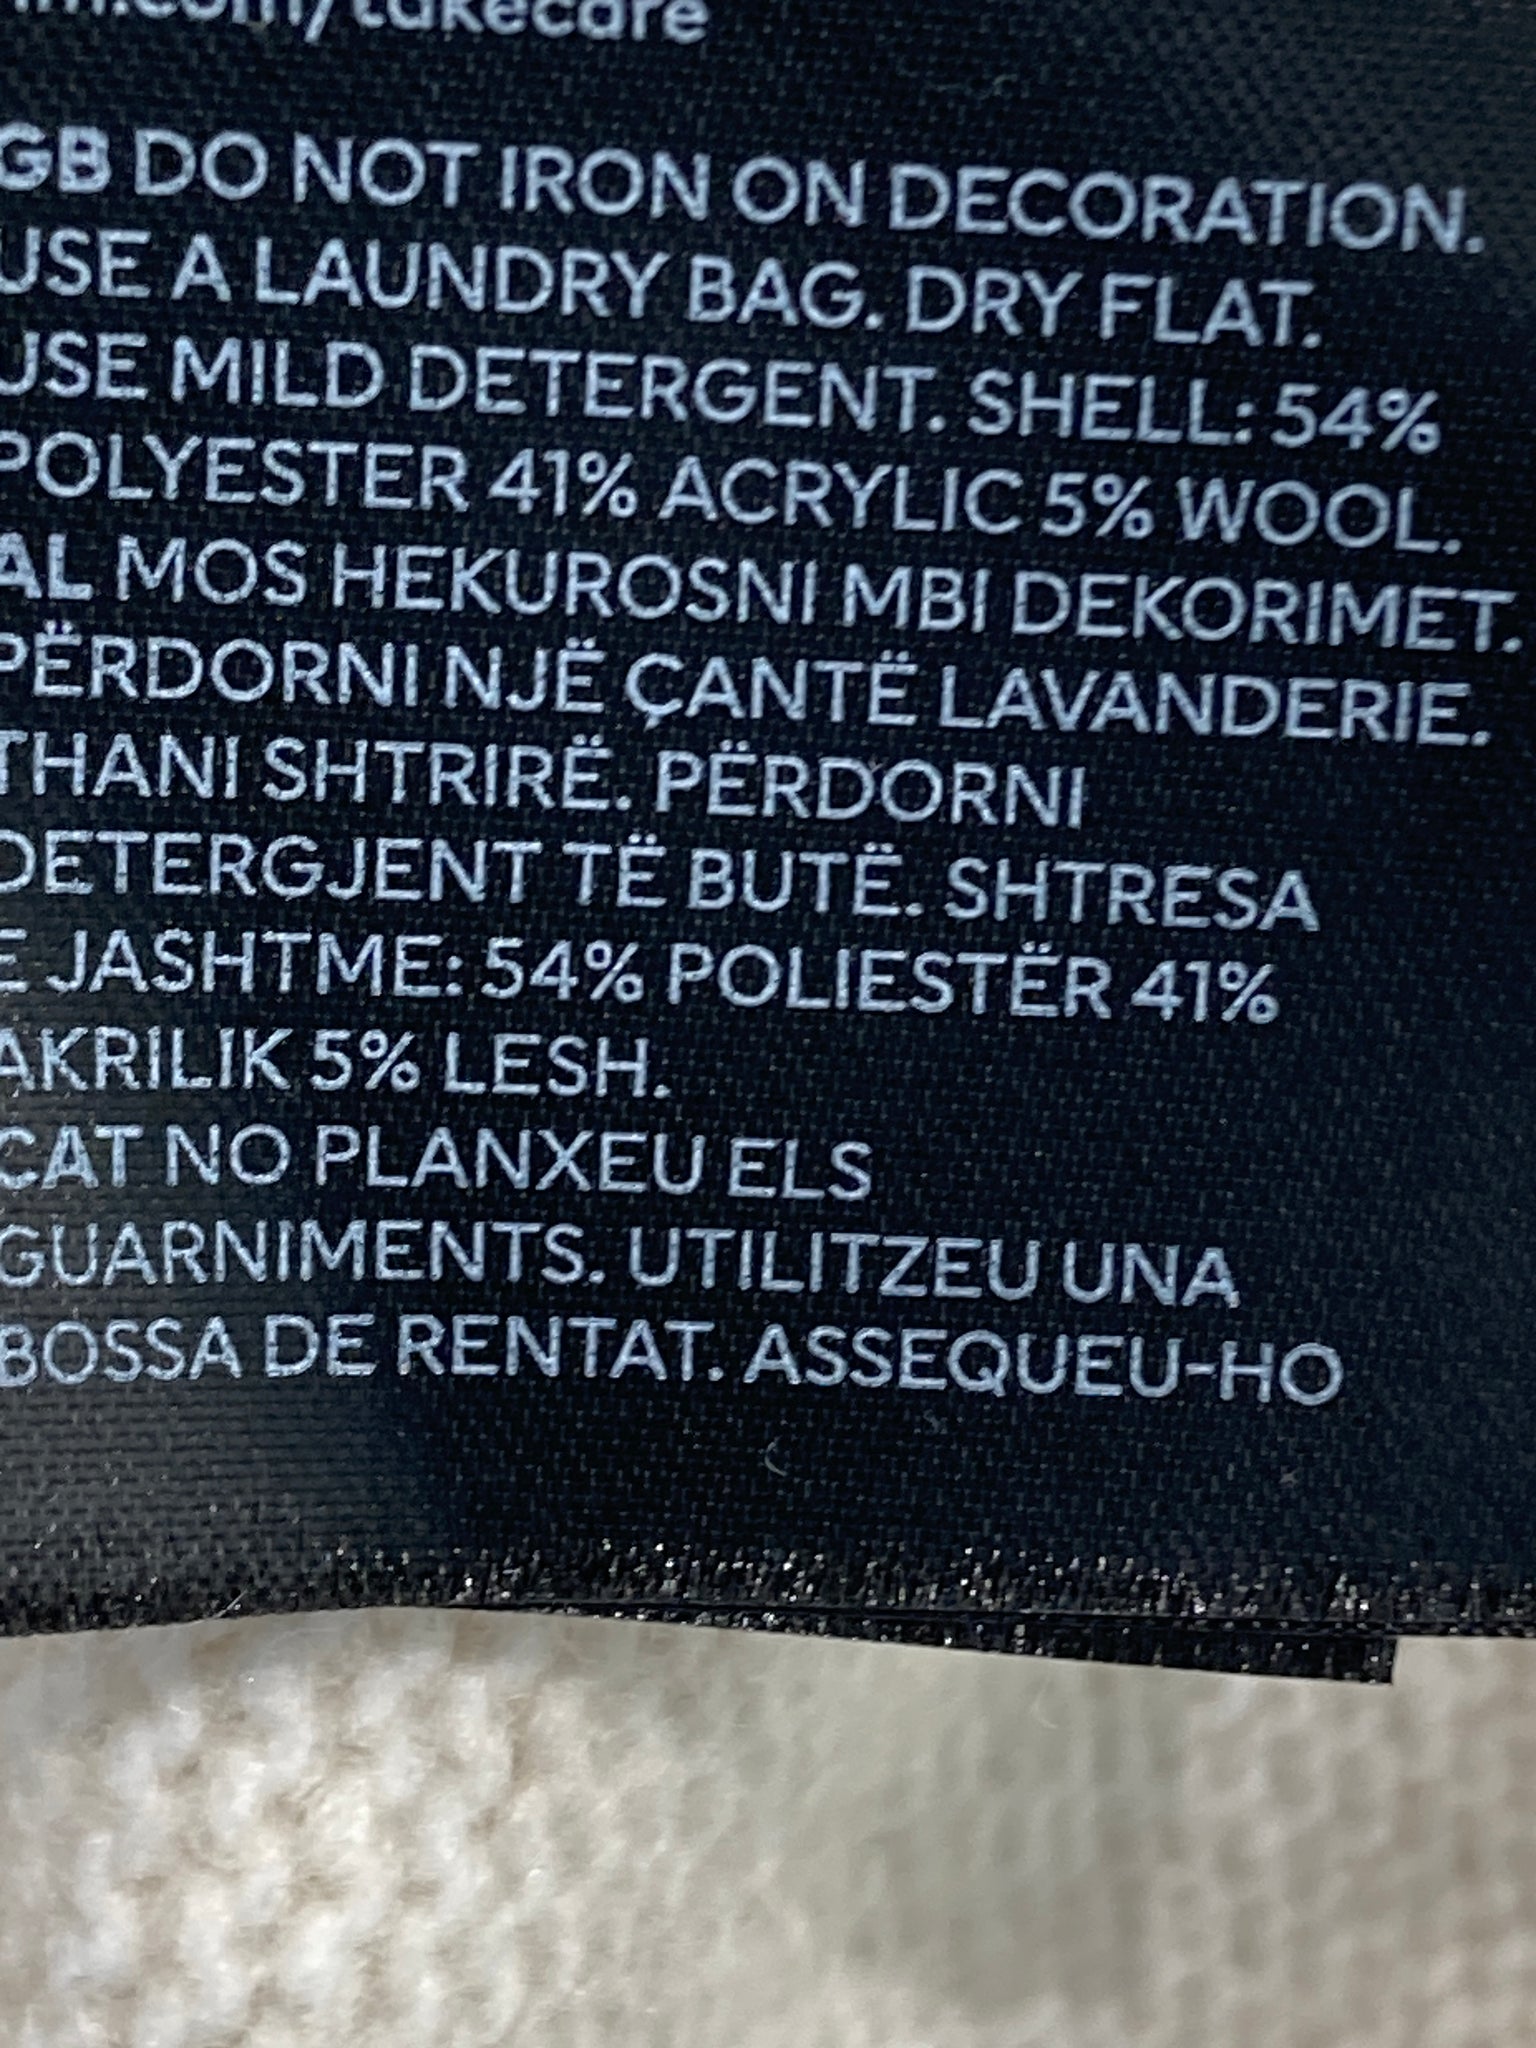 GB DO NOT IRON ON DECORATION.
USE A LAUNDRY BAG. DRY FLAT.
USE MILD DETERGENT. SHELL: 54%
POLYESTER 41% ACRYLIC 5% WOOL.
AL MOS HEKUROSNI MBI DEKORIMET.
PËRDORNI NJË ÇANTË LAVANDERIE.
THANI SHTRIRË. PËRDORNI
DETERGJENT TË BUTË. SHTRESA
E JASHTME: 54% POLIESTËR 41%
AKRILIK 5% LESH.
CAT NO PLANXEU ELS
GUARNIMENTS. UTILITZEU UNA
BOSSA DE RENTAT. ASSEQUEU-HO